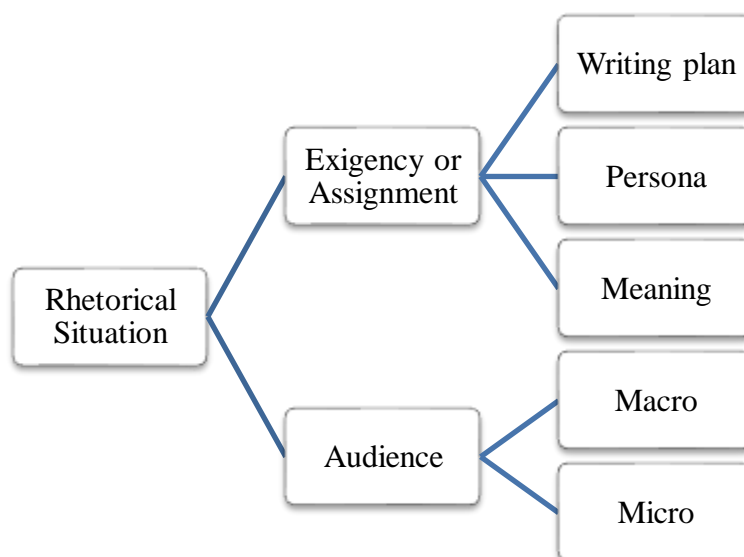 Rhetorical
Situation
Exigency or
Assignment
Audience
Writing plan
Persona
Meaning
Macro
Micro